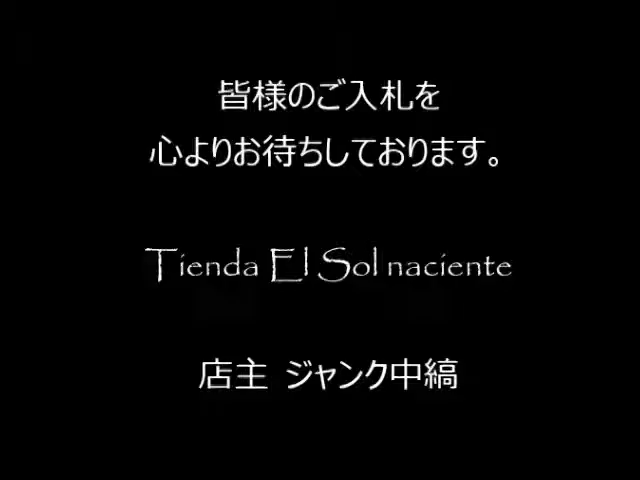 皆様のご入札を
心よりお待ちしております。
Tienda El Sol naciente
店主 ジャンク中縞